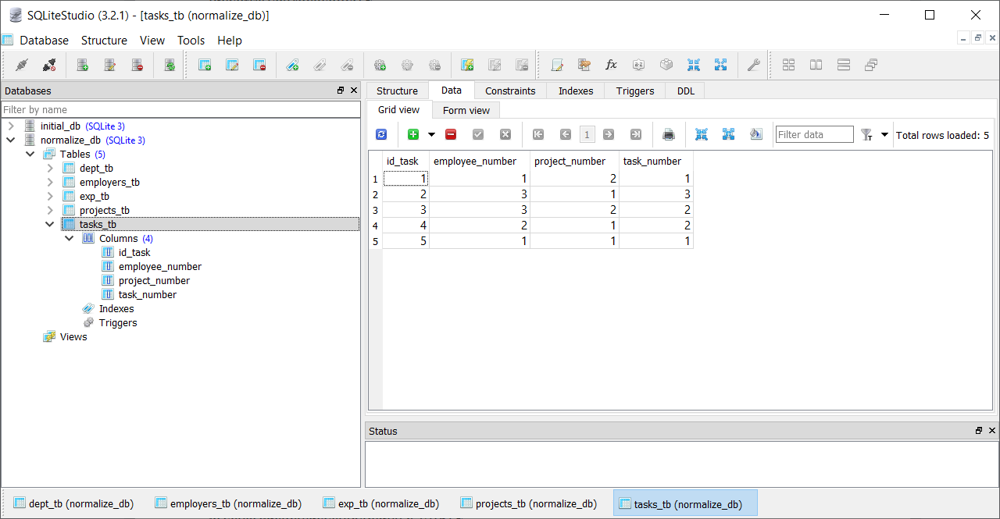 SQLiteStudio (3.2.1) - [tasks_tb (normalize_db)]
Database Structure View Tools Help
Databases
Filter by name
initial_db (SQLite 3)
normalize_db (SQLite 3)
Tables (5)
dept_tb
employers_tb
exp_tb
projects_tb
tasks_tb
Columns (4)
id_task
employee_number
project_number
task_number
Indexes
Triggers
Views
Structure Data Constraints Indexes Triggers DDL
Grid view Form view
1 Filter data Total rows loaded: 5
id_task employee_number project_number task_number
1 1 1 2 1
2 2 3 1 3
3 3 3 2 2
4 4 2 1 2
5 5 1 1 1
Status
dept_tb (normalize_db) employers_tb (normalize_db) exp_tb (normalize_db) projects_tb (normalize_db) tasks_tb (normalize_db)